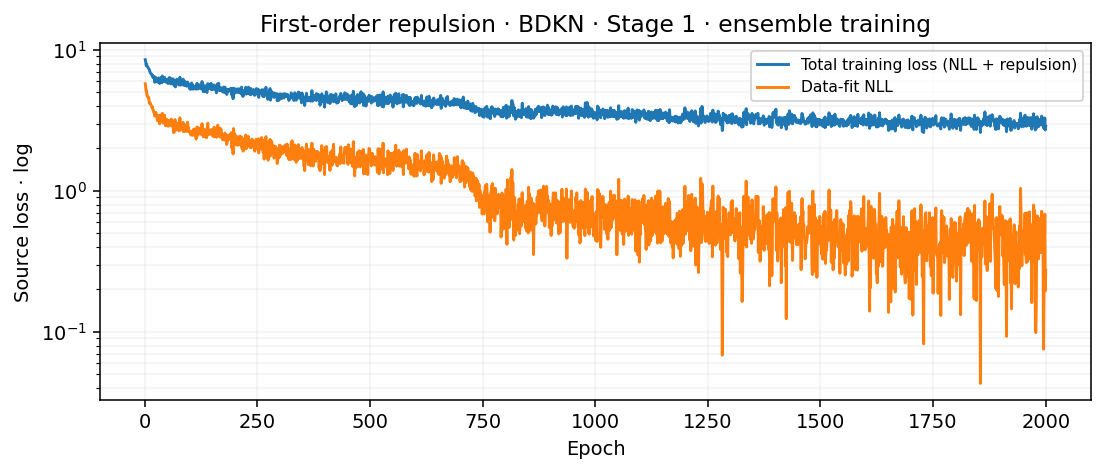 First-order repulsion · BDKN · Stage 1 · ensemble training
Source loss · log
10¹
10⁰
10⁻¹
Total training loss (NLL + repulsion)
Data-fit NLL
0 250 500 750 1000 1250 1500 1750 2000
Epoch